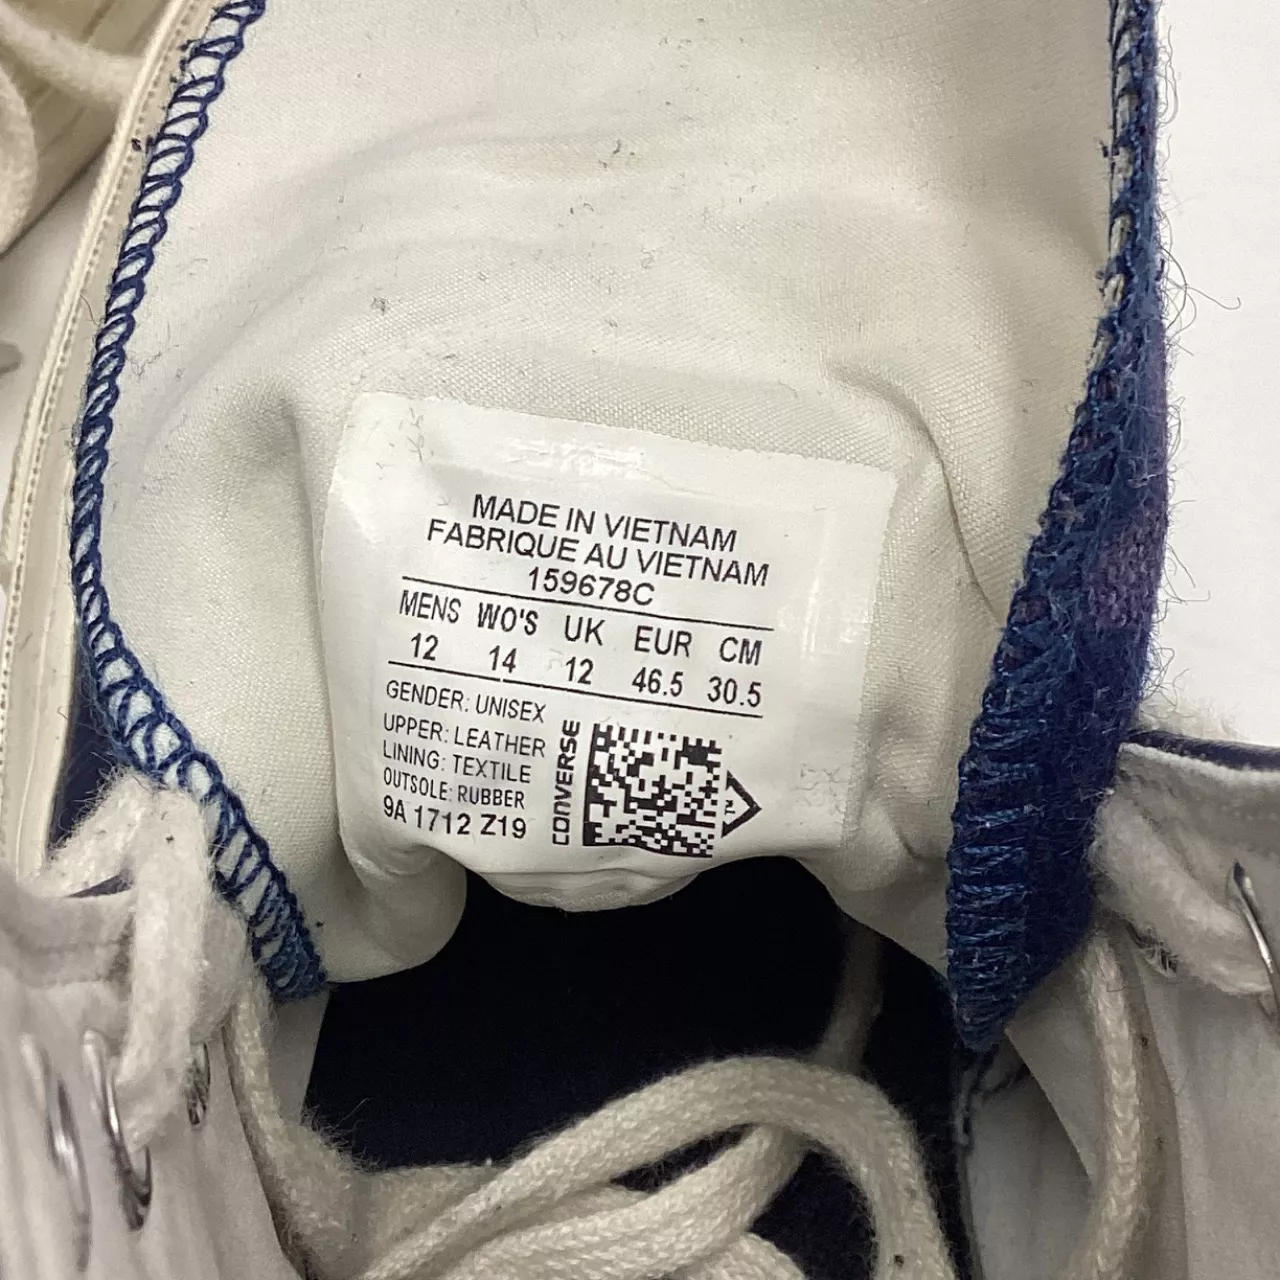 MADE IN VIETNAM
FABRIQUE AU VIETNAM
159678C
MENS WO'S UK EUR CM
12 14 12 46.5 30.5
GENDER: UNISEX
UPPER: LEATHER
LINING: TEXTILE
OUTSOLE: RUBBER
9A 1712 Z19
CONVERSE